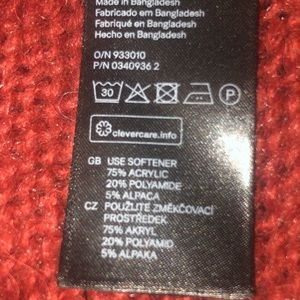 Made in Bangladesh
Fabricado em Bangladesh
Fabriqué en Bangladesh
Hecho en Bangladesh
O/N 933010
P/N 0340936 2
30 P
clevercare.info
GB USE SOFTENER
75% ACRYLIC
20% POLYAMIDE
5% ALPACA
CZ POUŽIJTE ZMĚKČOVACÍ
PROSTŘEDEK
75% AKRYL
20% POLYAMID
5% ALPAKA